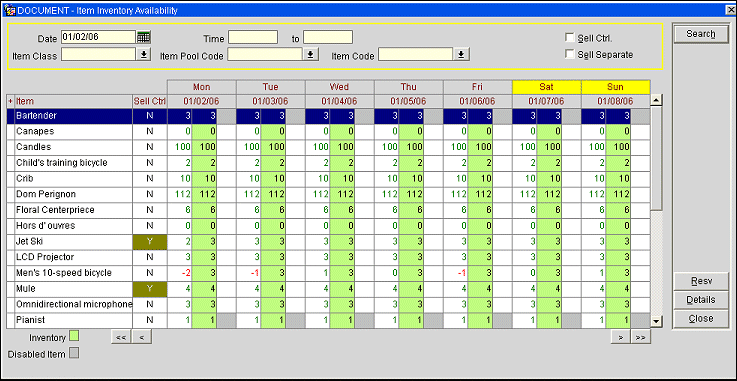 DOCUMENT - Item Inventory Availability
Date 01/02/06 Time to Sell Ctrl. Search
Item Class Item Pool Code Item Code Sell Separate
Mon Tue Wed Thu Fri Sat Sun
+ Item Sell Ctrl 01/02/06 01/03/06 01/04/06 01/05/06 01/06/06 01/07/06 01/08/06
Bartender N 3 3 3 3 3 3 3 3 3 3 3 3 3 3
Canapes N 0 0 0 0 0 0 0 0 0 0 0 0 0 0
Candles N 100 100 100 100 100 100 100 100 100 100 100 100 100 100
Child's training bicycle N 2 2 2 2 2 2 2 2 2 2 2 2 2 2
Crib N 10 10 10 10 10 10 10 10 10 10 10 10 10 10
Dom Perignon N 112 112 112 112 112 112 112 112 112 112 112 112 112 112
Floral Centerpriece N 6 6 6 6 6 6 6 6 6 6 6 6 6 6
Hors d' ouvres N 0 0 0 0 0 0 0 0 0 0 0 0 0 0
Jet Ski Y 2 3 3 3 3 3 3 3 3 3 3 3 3 3
LCD Projector N 3 3 3 3 3 3 3 3 3 3 3 3 3 3
Men's 10-speed bicycle N -2 3 -1 3 1 3 0 3 -1 3 0 3 1 3
Mule Y 4 4 4 4 4 4 4 4 4 4 4 4 4 4
Omnidirectional microphone N 3 3 3 3 3 3 3 3 3 3 3 3 3 3
Pianist N 1 1 1 1 1 1 1 1 1 1 1 1 1 1
Resv
Details
Close
Inventory << < > >>
Disabled Item